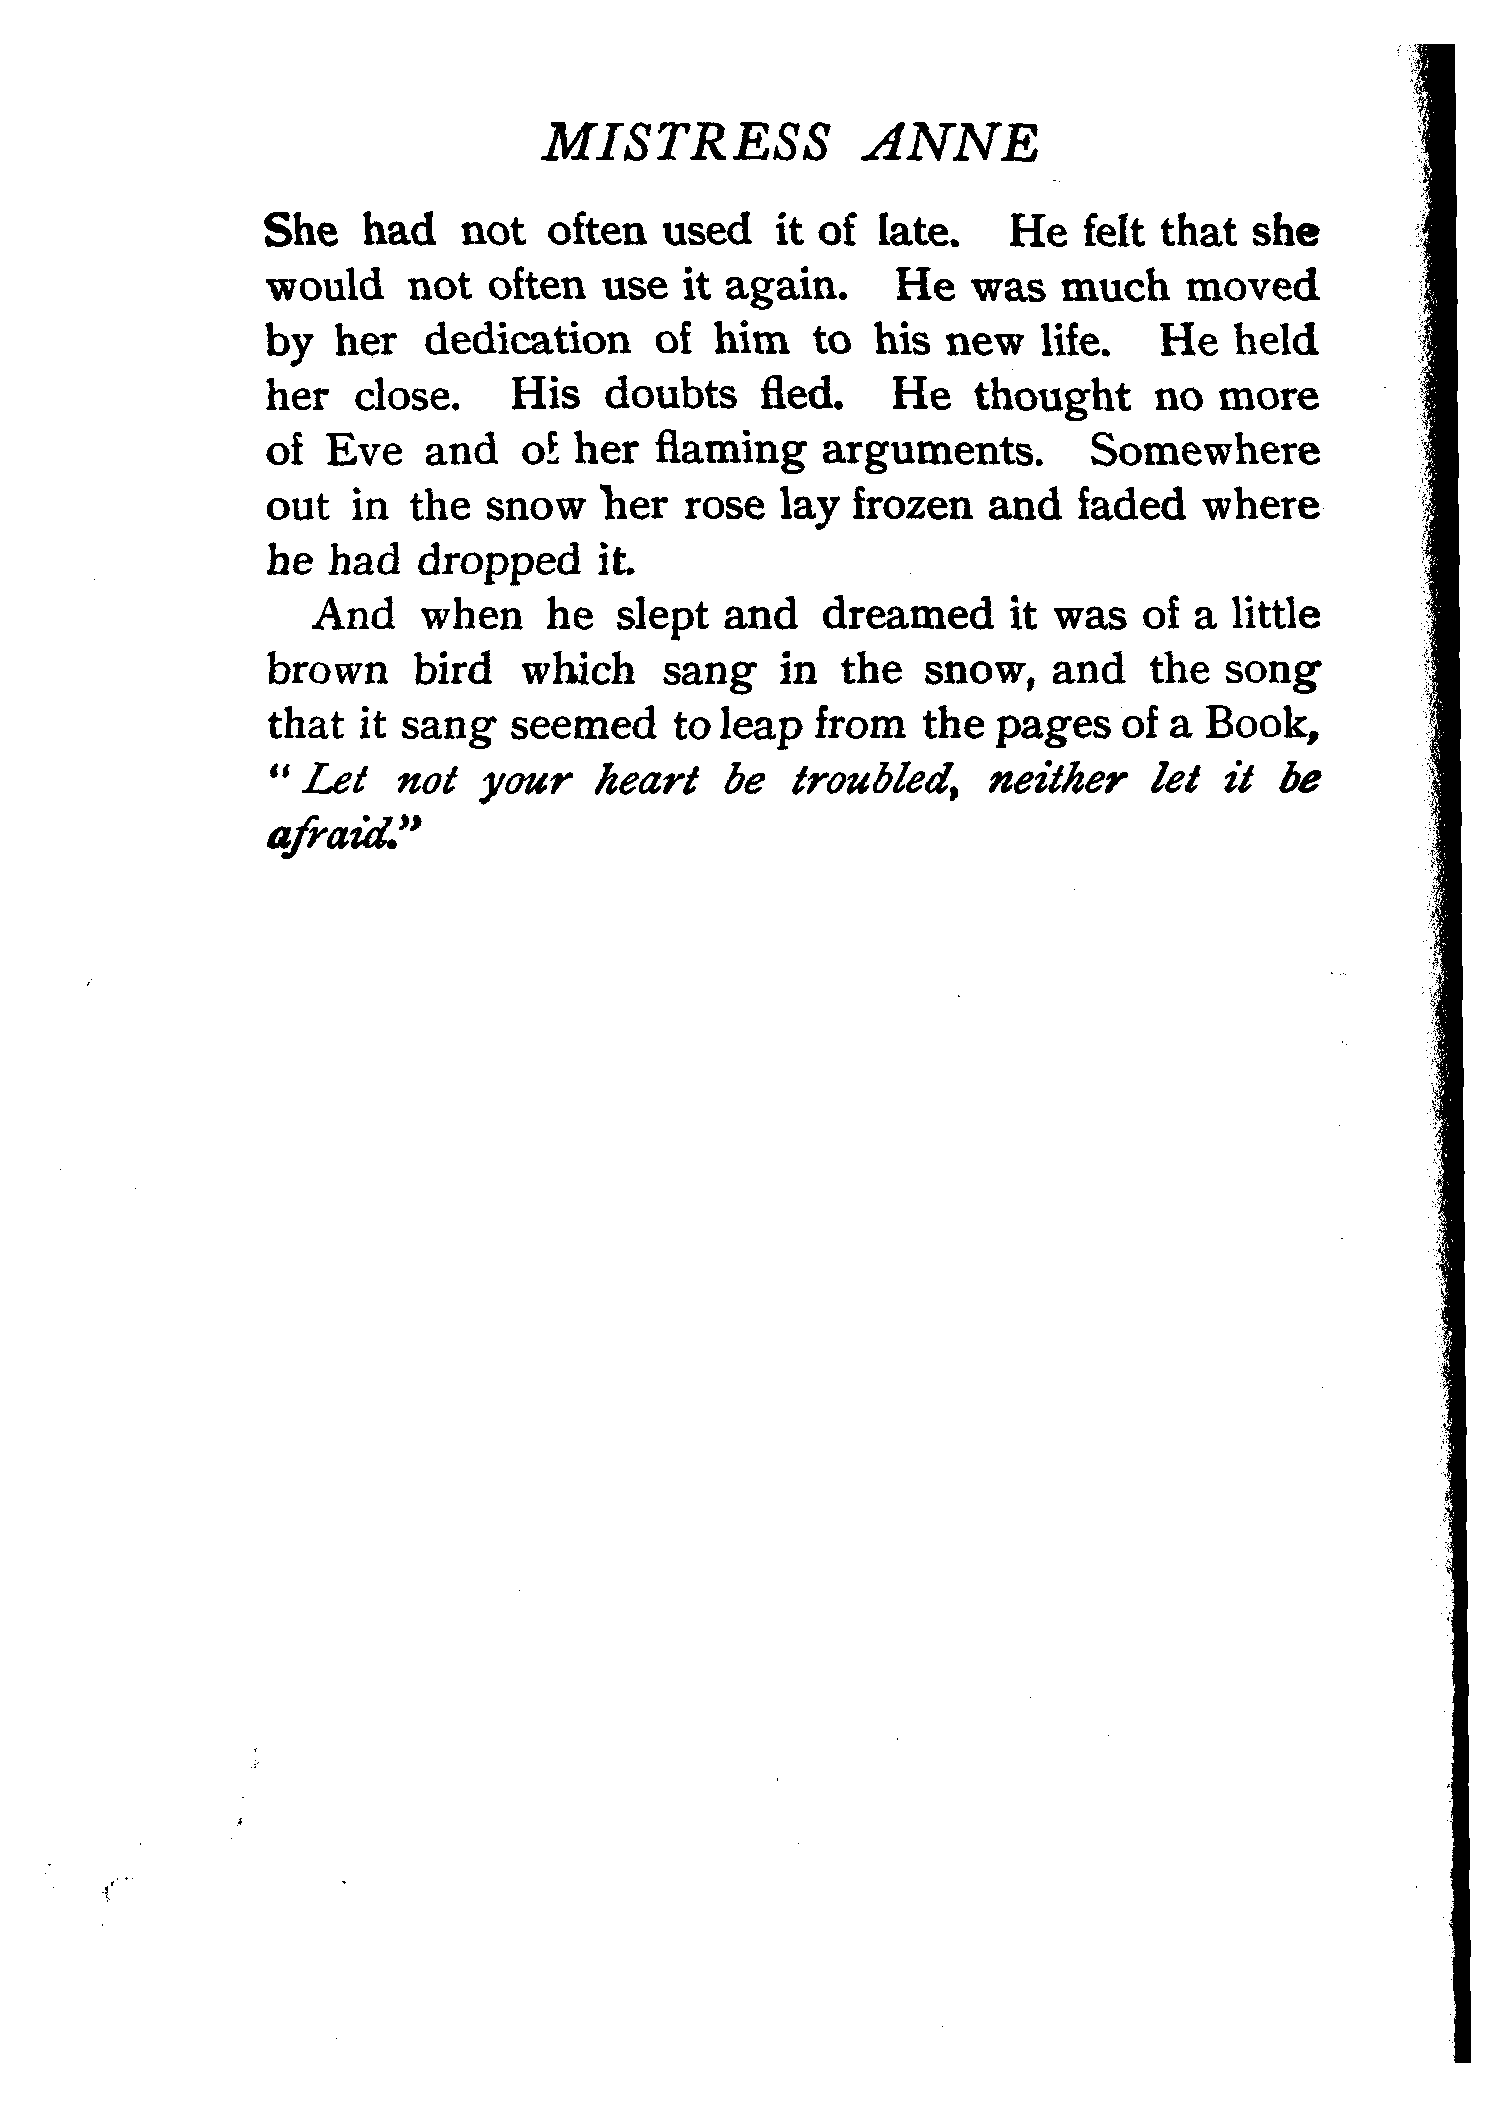 MISTRESS ANNE
She had not often used it of late. He felt that she
would not often use it again. He was much moved
by her dedication of him to his new life. He held
her close. His doubts fled. He thought no more
of Eve and of her flaming arguments. Somewhere
out in the snow her rose lay frozen and faded where
he had dropped it.
And when he slept and dreamed it was of a little
brown bird which sang in the snow, and the song
that it sang seemed to leap from the pages of a Book,
"Let not your heart be troubled, neither let it be
afraid."